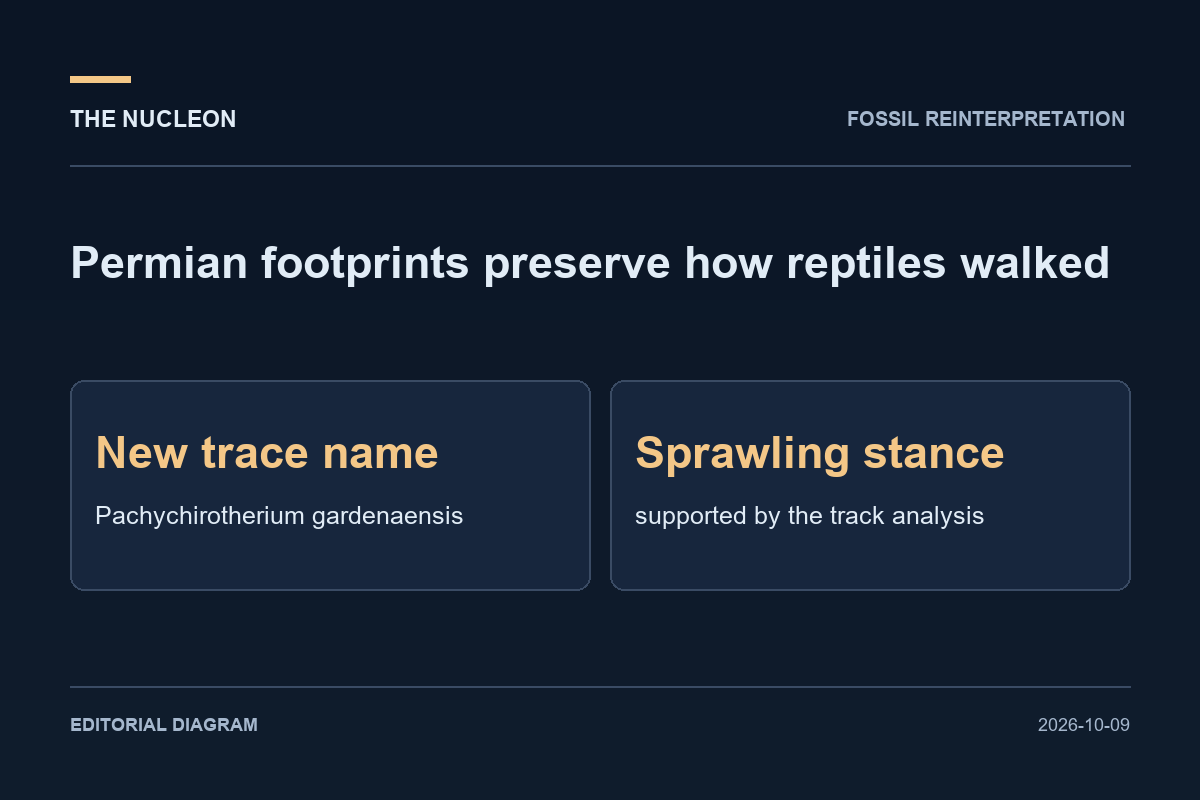 THE NUCLEON
FOSSIL REINTERPRETATION
Permian footprints preserve how reptiles walked
New trace name
Pachychirotherium gardenaensis
Sprawling stance
supported by the track analysis
EDITORIAL DIAGRAM
2026-10-09